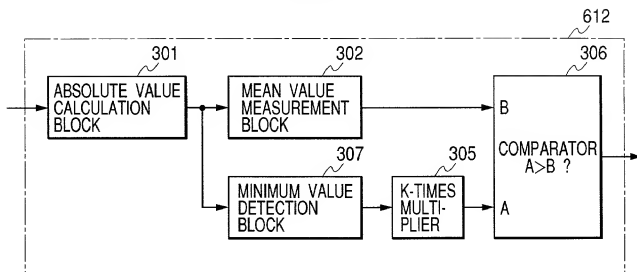 612
301
ABSOLUTE VALUE
CALCULATION
BLOCK
302
MEAN VALUE
MEASUREMENT
BLOCK
306
B
COMPARATOR
A>B ?
A
307
MINIMUM VALUE
DETECTION
BLOCK
305
K-TIMES
MULTI-
PLIER